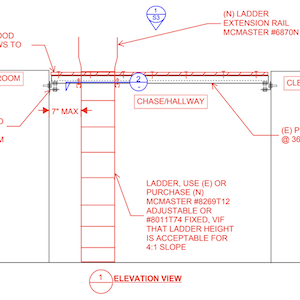 1
S3
(N) LADDER
EXTENSION RAIL
MCMASTER #6870N
OOD
WS TO
ROOM
2
CLE
CHASE/HALLWAY
7" MAX
(E) P
@ 36
D
M
LADDER, USE (E) OR
PURCHASE (N)
MCMASTER #8269T12
ADJUSTABLE OR
#8011T74 FIXED, VIF
THAT LADDER HEIGHT
IS ACCEPTABLE FOR
4:1 SLOPE
1
ELEVATION VIEW